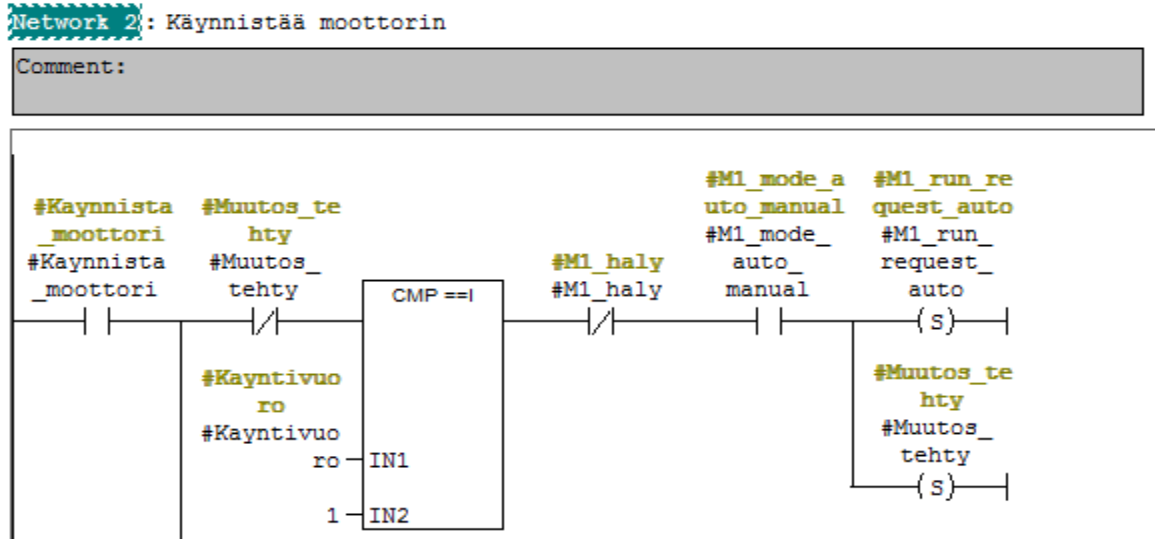 Network 2: Käynnistää moottorin
Comment:
#Kaynnista
_moottori
#Kaynnista
_moottori
#Muutos_te
hty
#Muutos_
tehty
CMP ==I
#Kayntivuo
ro
#Kayntivuo
ro
IN1
1
IN2
#M1_haly
#M1_haly
#M1_mode_a
uto_manual
#M1_mode_
auto_
manual
#M1_run_re
quest_auto
#M1_run_
request_
auto
S
#Muutos_te
hty
#Muutos_
tehty
S